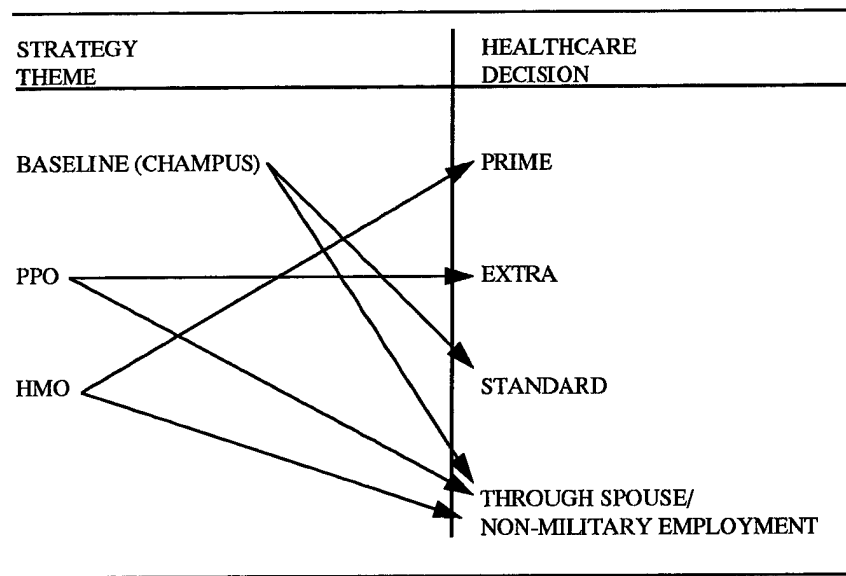 STRATEGY
THEME
HEALTHCARE
DECISION
BASELINE (CHAMPUS)
PRIME
PPO
EXTRA
HMO
STANDARD
THROUGH SPOUSE/
NON-MILITARY EMPLOYMENT